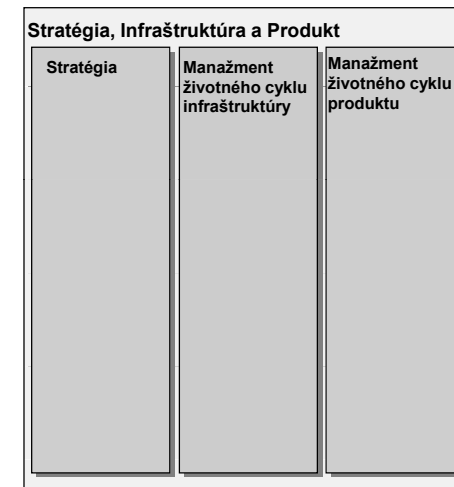 Stratégia, Infraštruktúra a Produkt
Stratégia
Manažment
životného cyklu
infraštruktúry
Manažment
životného cyklu
produktu